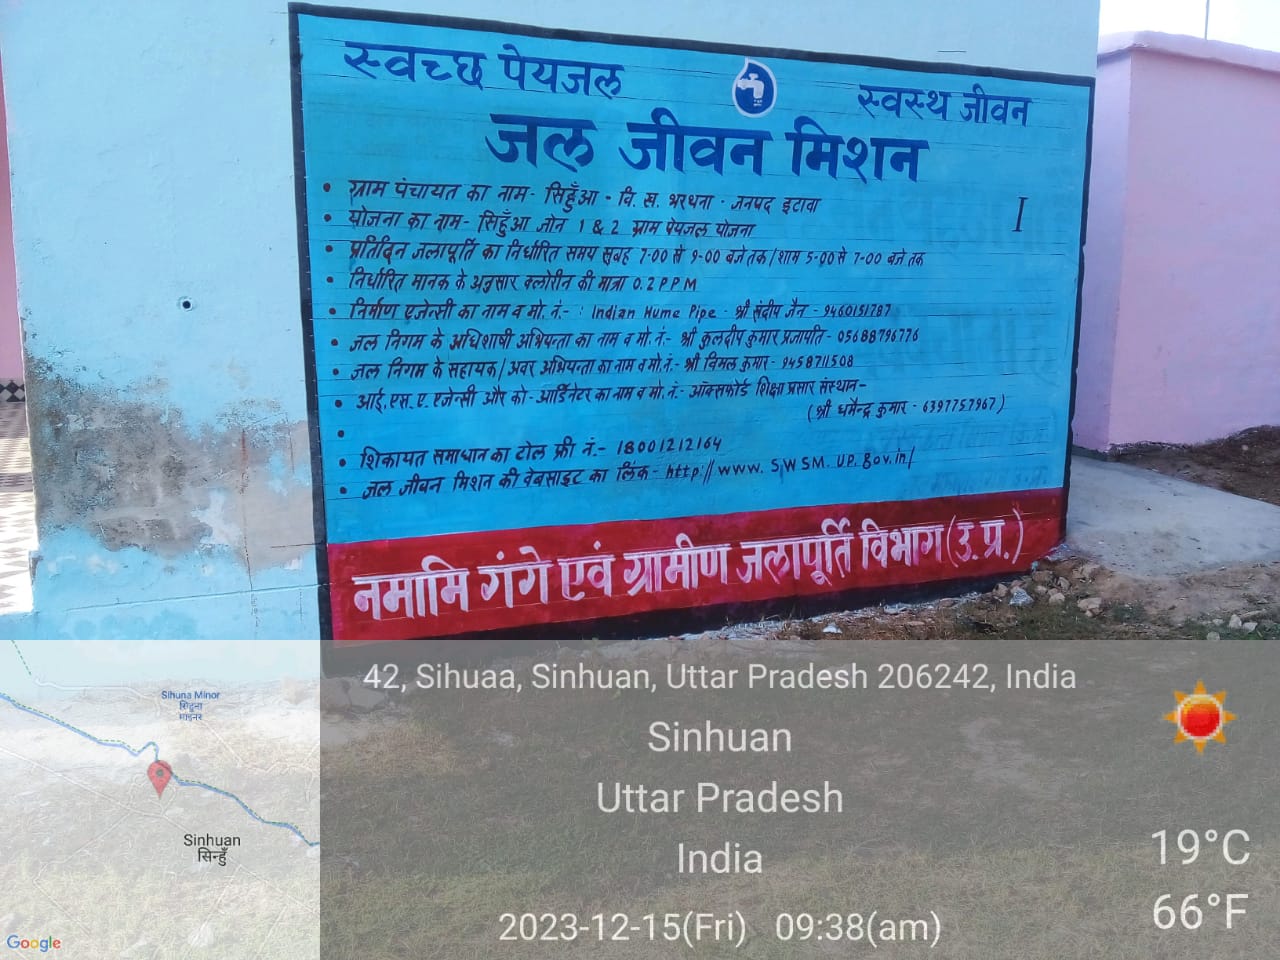 स्वच्छ पेयजल
स्वस्थ जीवन
जल जीवन मिशन
I
• ग्राम पंचायत का नाम- सिहुँआ - वि. ख. भरथना - जनपद इटावा
• योजना का नाम- सिहुँआ जोन 1 & 2 ग्राम पेयजल योजना
• प्रतिदिन जलापूर्ति का निर्धारित समय सुबह 7-00 से 9-00 बजे तक/शाम 5-00 से 7-00 बजे तक
• निर्धारित मानक के अनुसार क्लोरीन की मात्रा 0.2 PPM
• निर्माण एजेन्सी का नाम व मो. नं.- : Indian Hume Pipe - श्री संदीप जैन - 9460151787
• जल निगम के अधिशाषी अभियन्ता का नाम व मो. नं.- श्री कुलदीप कुमार प्रजापति- 05688796776
• जल निगम के सहायक/अवर अभियन्ता का नाम व मो.नं.- श्री विमल कुमार- 9458711508
• आई.एस.ए. एजेन्सी और को-आर्डिनेटर का नाम व मो.नं.- ऑक्सफोर्ड शिक्षा प्रसार संस्थान-
(श्री धर्मेन्द्र कुमार - 6397757967)
•
• शिकायत समाधान का टोल फ्री नं.- 18001212164
• जल जीवन मिशन की वेबसाइट का लिंक- http://www.SWSM.UP.Gov.in/
नमामि गंगे एवं ग्रामीण जलापूर्ति विभाग (उ.प्र.)
42, Sihuaa, Sinhuan, Uttar Pradesh 206242, India
Sinhuan
Uttar Pradesh
India
2023-12-15(Fri) 09:38(am)
19°C
66°F
Sihuna Minor
सिहुना
माइनर
Sinhuan
सिन्हुँ
Google